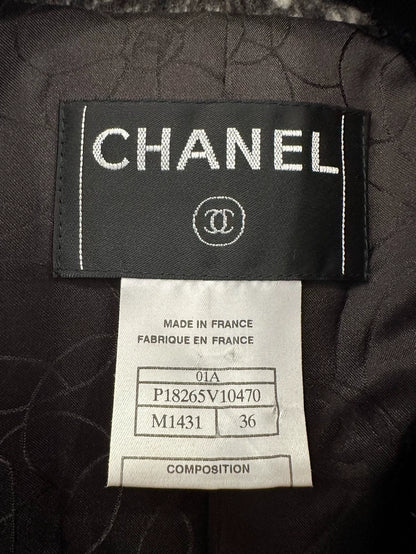 CHANEL
MADE IN FRANCE
FABRIQUE EN FRANCE
01A
P18265V10470
M1431 36
COMPOSITION